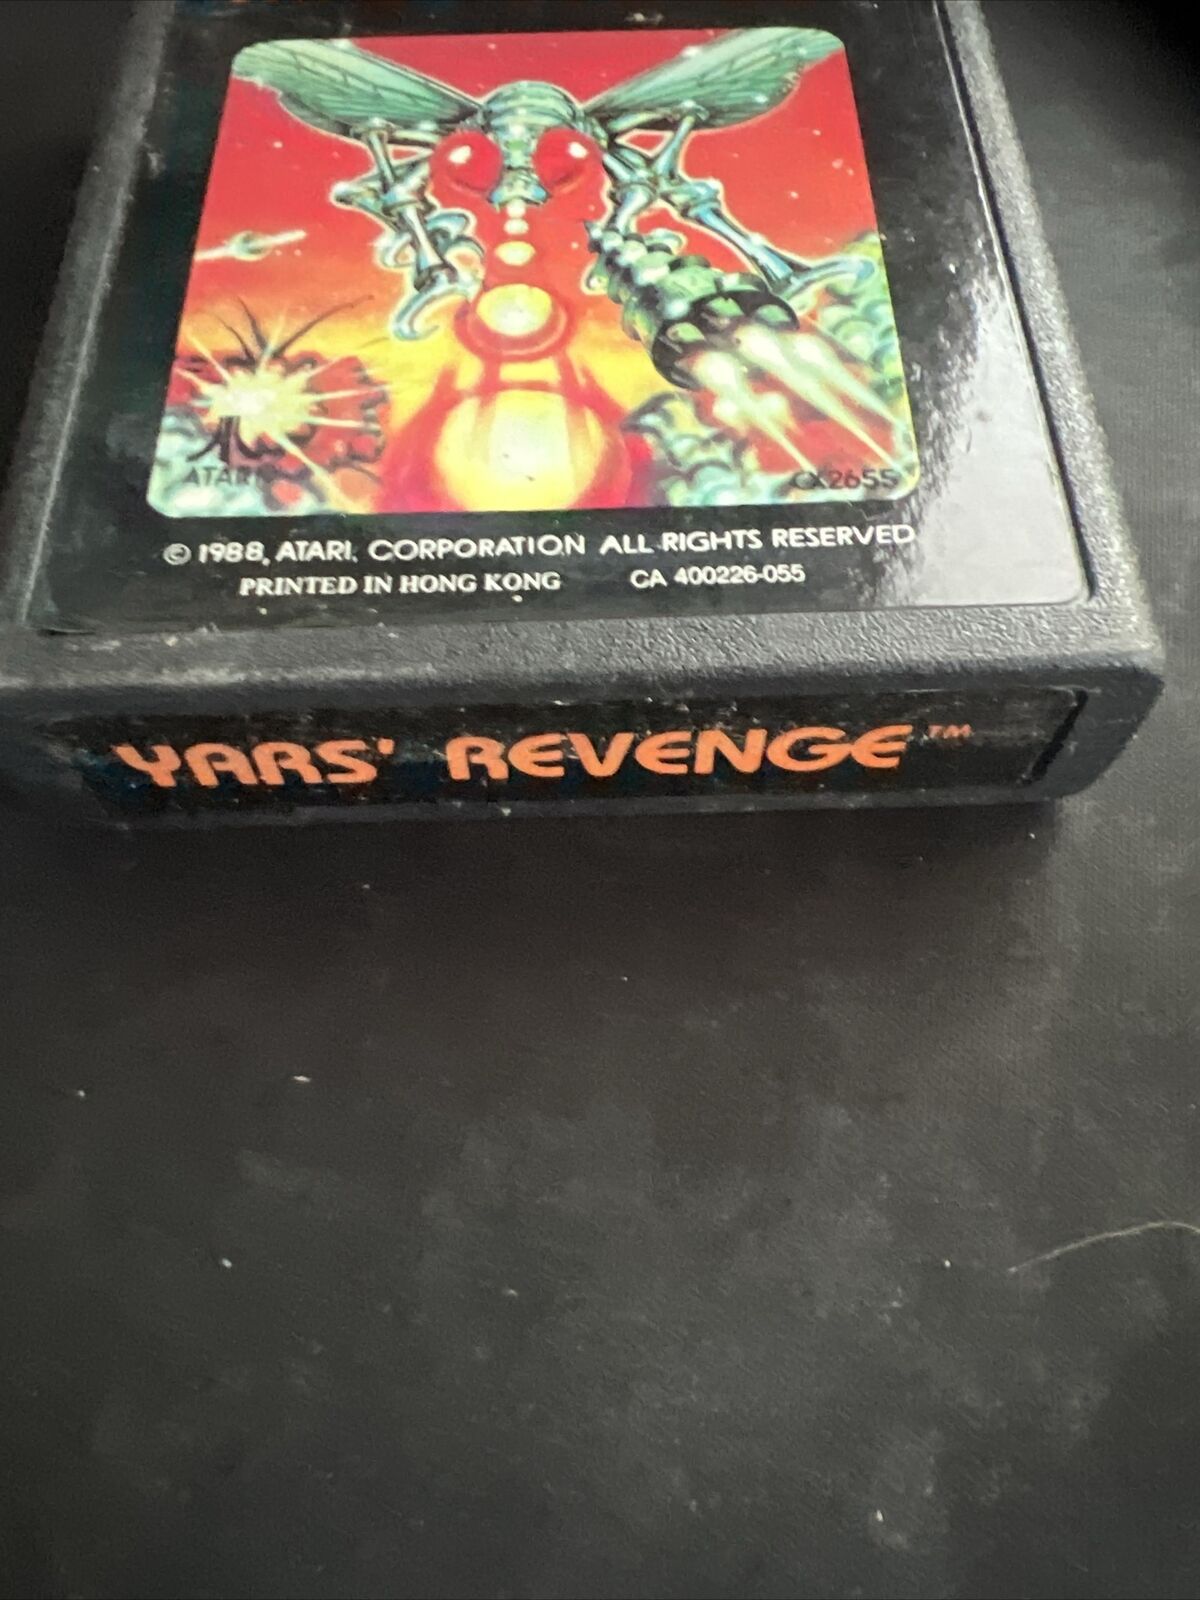 ATARI
CX2655
© 1988, ATARI, CORPORATION ALL RIGHTS RESERVED
PRINTED IN HONG KONG CA 400226-055
YARS' REVENGE™